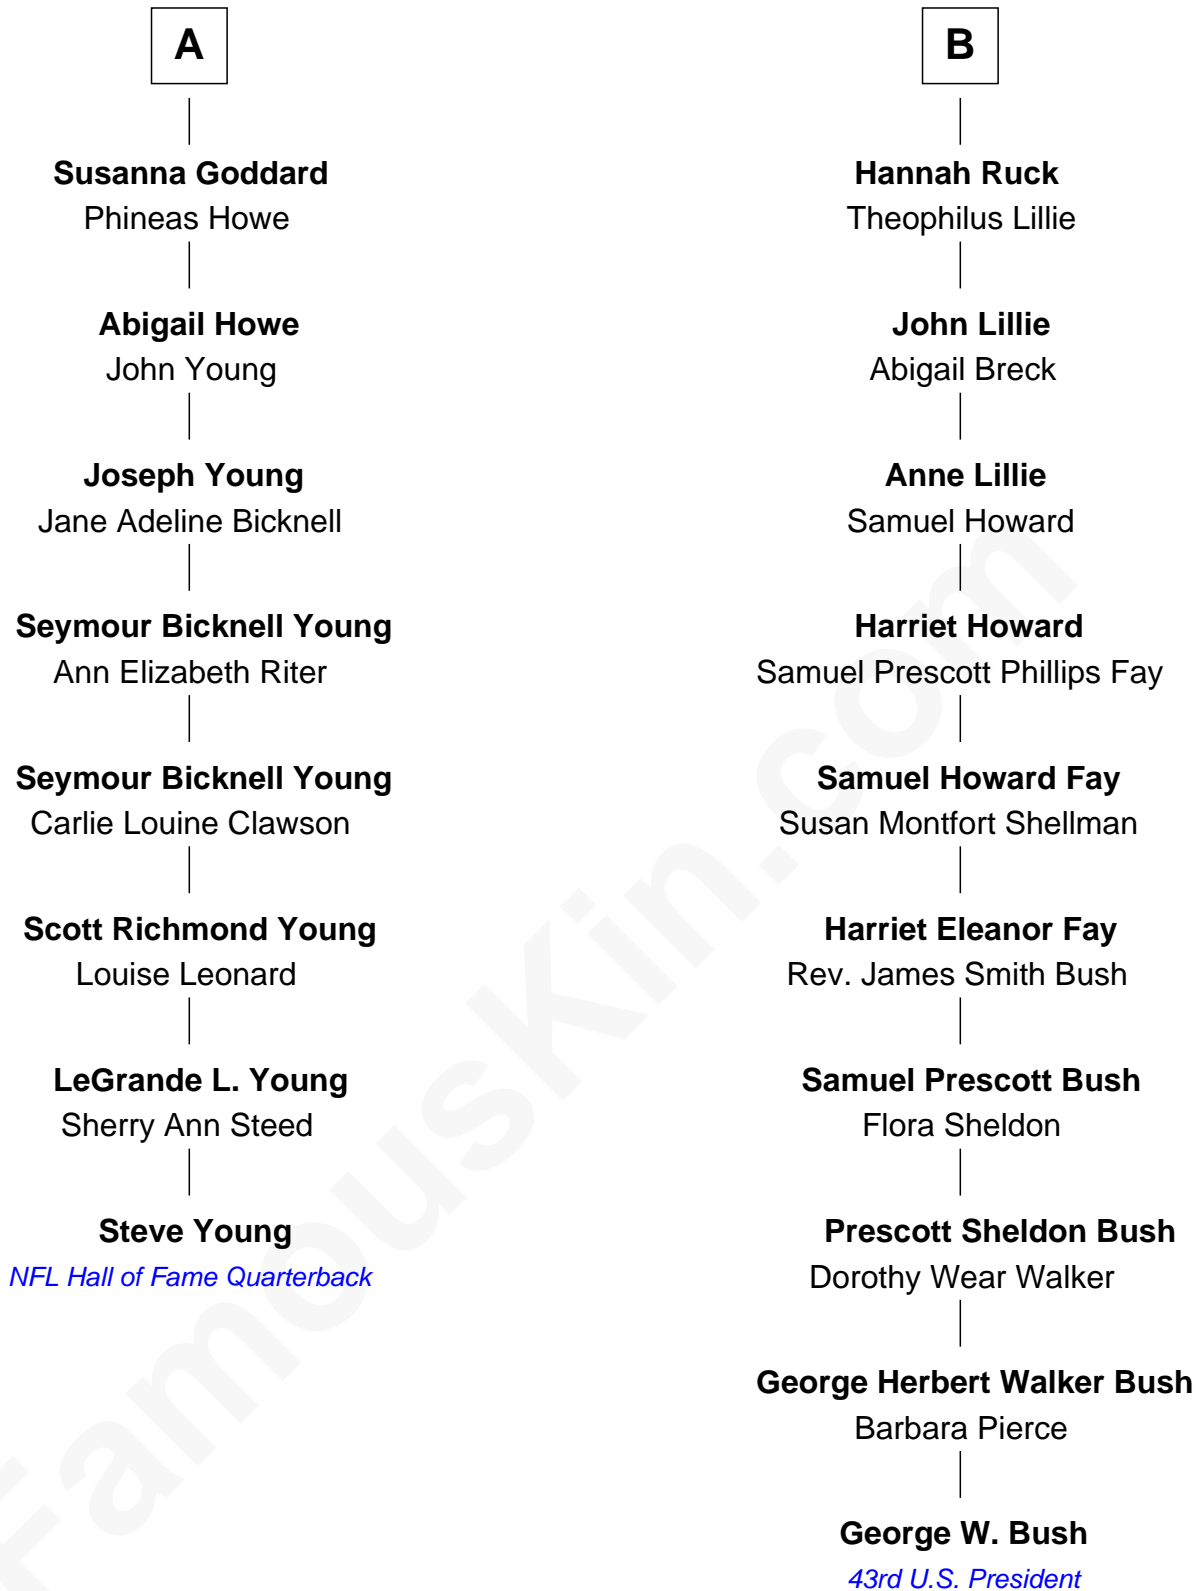 A
Susanna Goddard
Phineas Howe
Abigail Howe
John Young
Joseph Young
Jane Adeline Bicknell
Seymour Bicknell Young
Ann Elizabeth Riter
Seymour Bicknell Young
Carlie Louine Clawson
Scott Richmond Young
Louise Leonard
LeGrande L. Young
Sherry Ann Steed
Steve Young
NFL Hall of Fame Quarterback
B
Hannah Ruck
Theophilus Lillie
John Lillie
Abigail Breck
Anne Lillie
Samuel Howard
Harriet Howard
Samuel Prescott Phillips Fay
Samuel Howard Fay
Susan Montfort Shellman
Harriet Eleanor Fay
Rev. James Smith Bush
Samuel Prescott Bush
Flora Sheldon
Prescott Sheldon Bush
Dorothy Wear Walker
George Herbert Walker Bush
Barbara Pierce
George W. Bush
43rd U.S. President
FamousKin.com